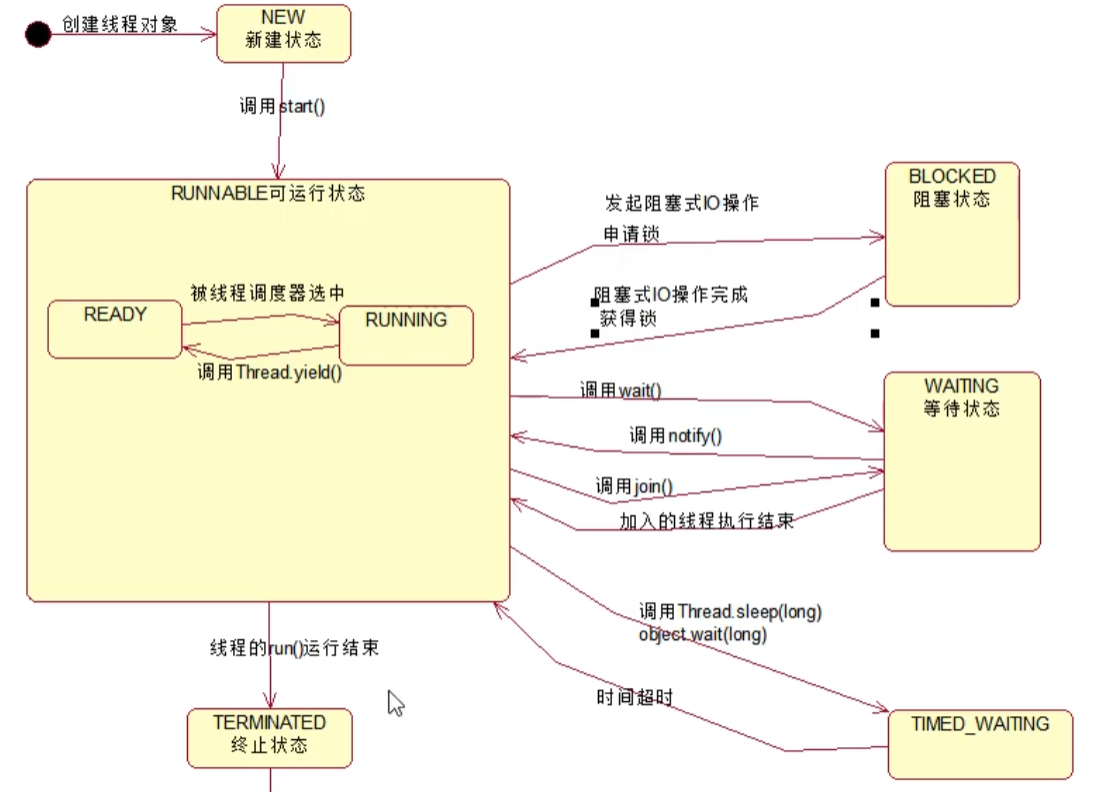 创建线程对象
NEW
新建状态
调用start()
RUNNABLE可运行状态
READY
被线程调度器选中
RUNNING
调用Thread.yield()
发起阻塞式IO操作
申请锁
BLOCKED
阻塞状态
阻塞式IO操作完成
获得锁
调用wait()
WAITING
等待状态
调用notify()
调用join()
加入的线程执行结束
调用Thread.sleep(long)
object.wait(long)
时间超时
TIMED_WAITING
线程的run()运行结束
TERMINATED
终止状态